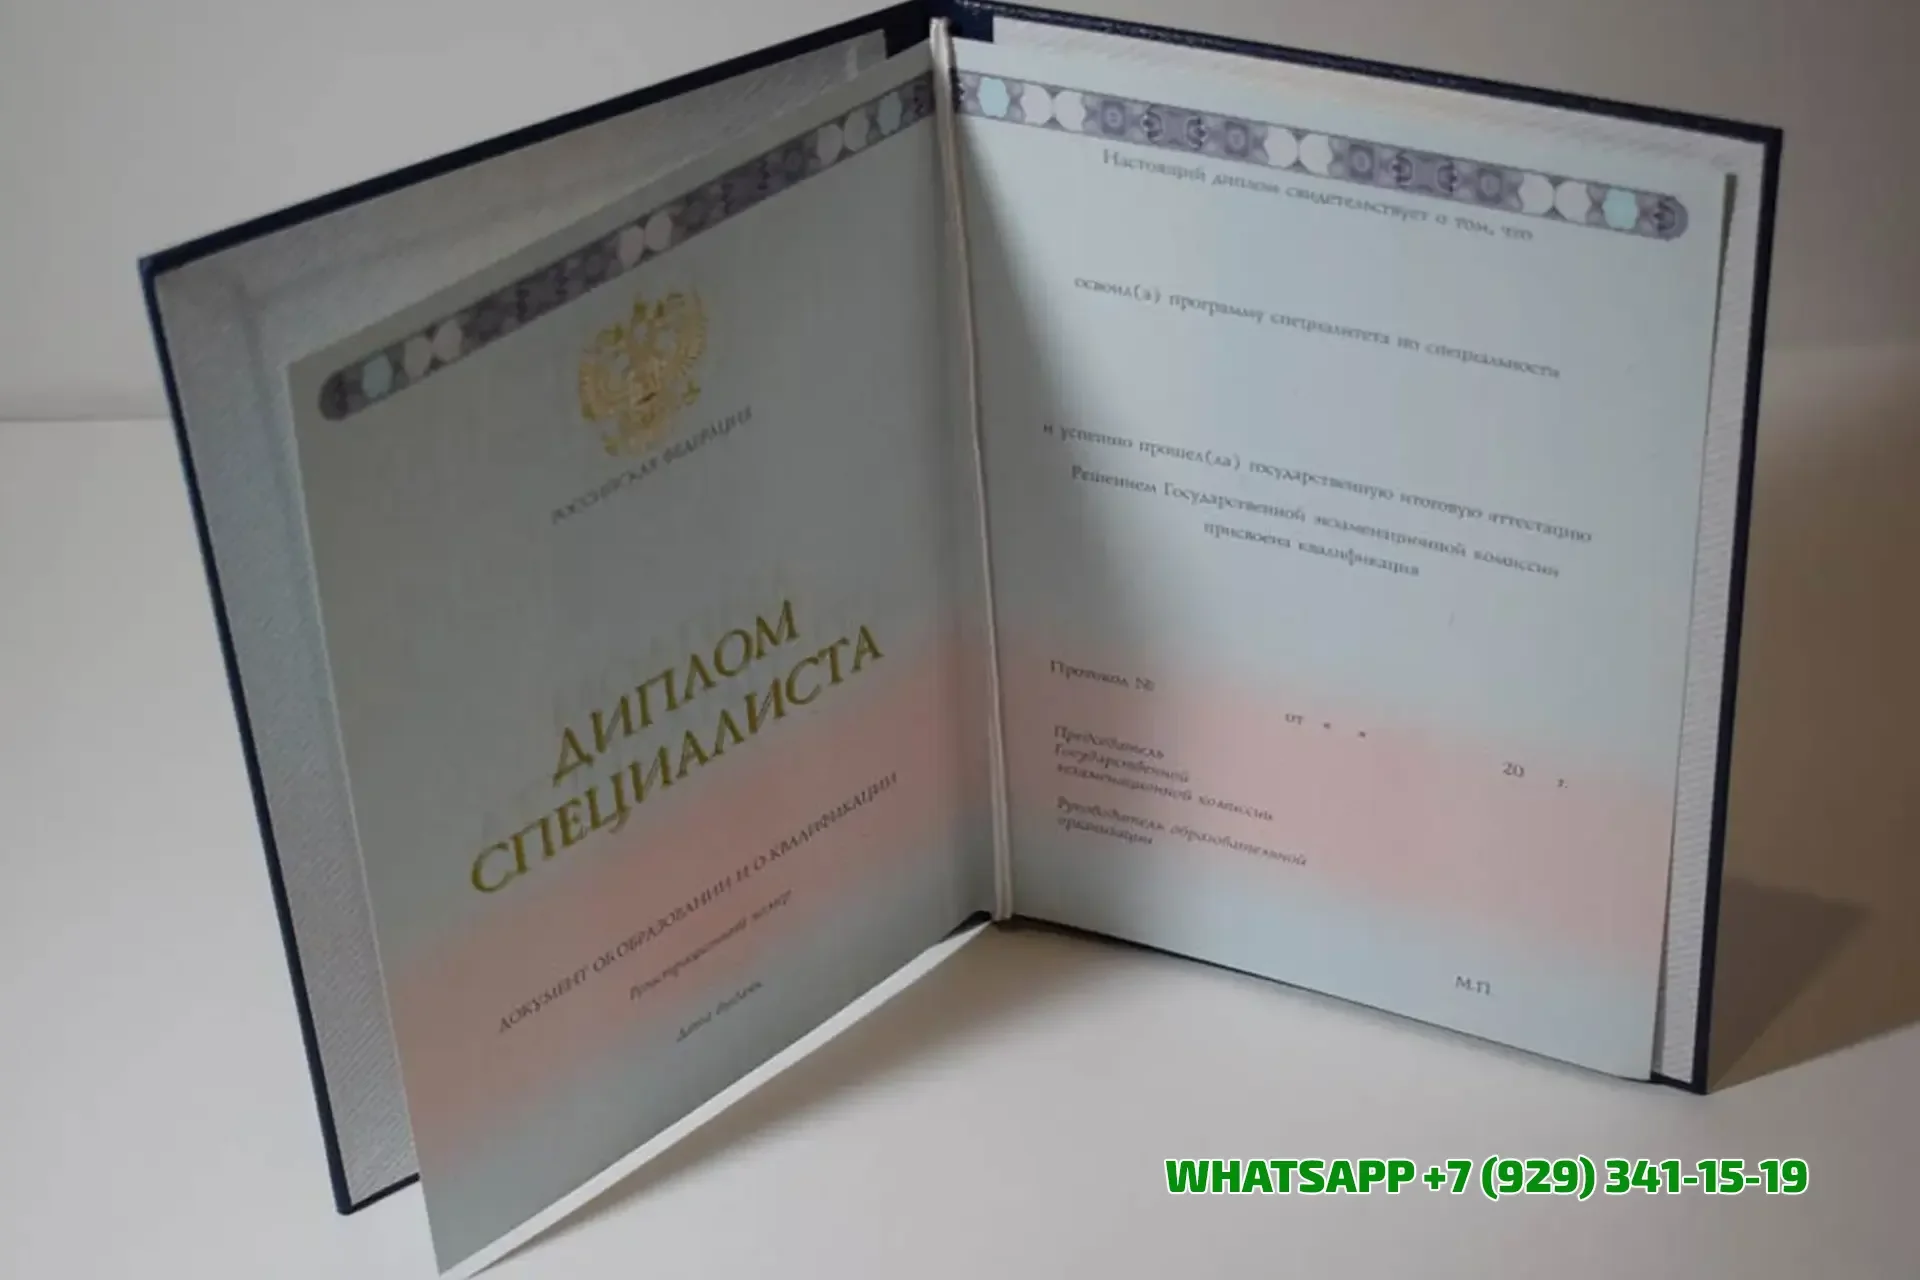 РОССИЙСКАЯ ФЕДЕРАЦИЯ
ДИПЛОМ
СПЕЦИАЛИСТА
ДОКУМЕНТ ОБ ОБРАЗОВАНИИ И О КВАЛИФИКАЦИИ
Регистрационный номер
Дата выдачи
Настоящий диплом свидетельствует о том, что
освоил(а) программу специалитета по специальности
и успешно прошел(ла) государственную итоговую аттестацию
Решением Государственной экзаменационной комиссии
присвоена квалификация
Протокол №
от « »
20 г.
Председатель
Государственной
экзаменационной комиссии
Руководитель образовательной
организации
М.П.
WHATSAPP +7 (929) 341-15-19